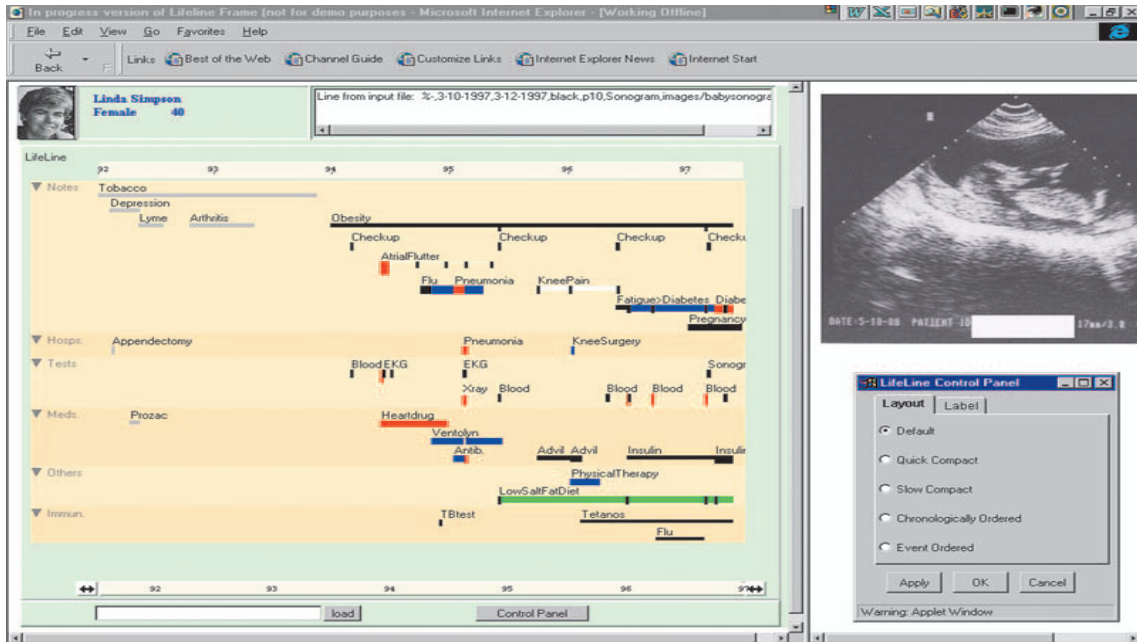 In progress version of Lifeline Frame [not for demo purposes - Microsoft Internet Explorer - [Working Offline]
File Edit View Go Favorites Help
Back Links Best of the Web Channel Guide Customize Links Internet Explorer News Internet Start
Linda Simpson
Female 40
Line from input file: %-,3-10-1997,3-12-1997,black,p10,Sonogram,images/babysonogra
LifeLine
92 93 94 95 96 97
Notes Tobacco
Depression
Lyme Arthritis Obesity
Checkup Checkup Checkup Checku
AtrialFlutter
Flu Pneumonia KneePain
Fatigue>Diabetes Diabe
Pregnancy
Hosps. Appendectomy Pneumonia KneeSurgery
Tests Blood EKG EKG Sonogr
Xray Blood Blood Blood Blood
Meds. Prozac Heartdrug
Ventolyn
Antib. Advil Advil Insulin Insulin
Others PhysicalTherapy
LowSaltFatDiet
Immun. TBtest Tetanos
Flu
92 93 94 95 96 97
load Control Panel
DATE:5-10-88 PATIENT ID 17mm/3.0
LifeLine Control Panel
Layout Label
Default
Quick Compact
Slow Compact
Chronologically Ordered
Event Ordered
Apply OK Cancel
Warning: Applet Window